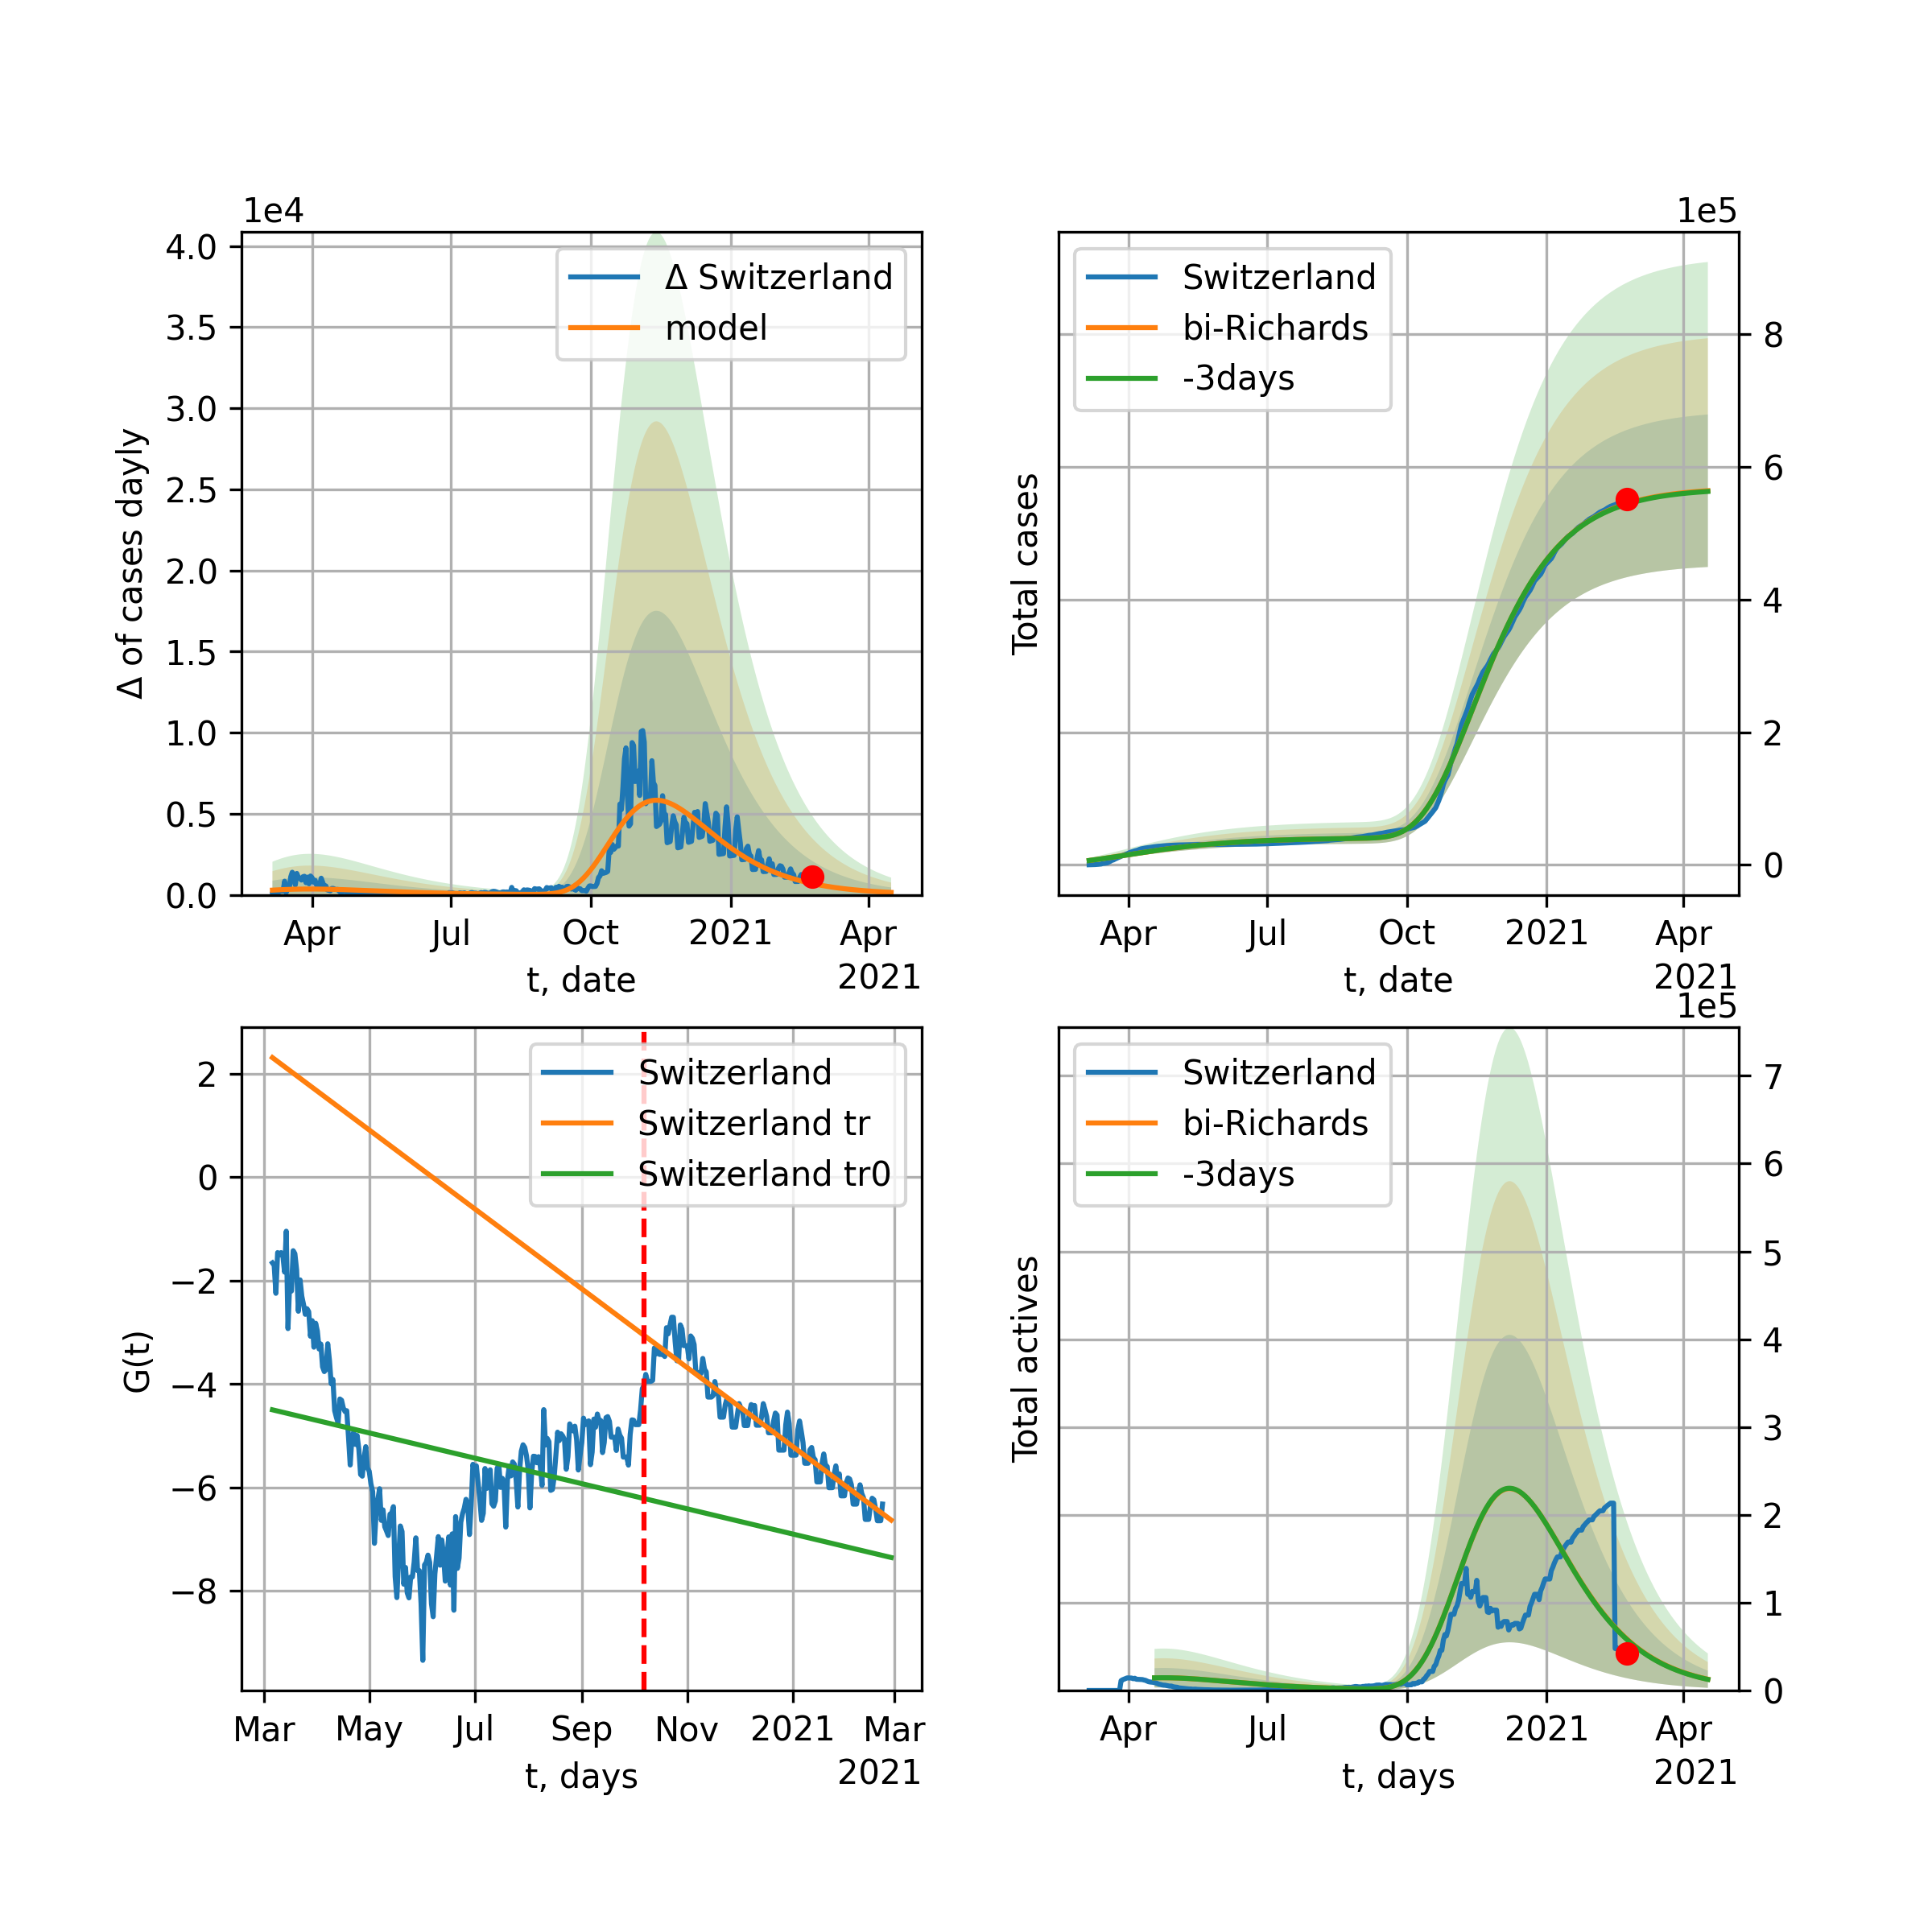 1e4
4.0
3.5
3.0
2.5
2.0
1.5
1.0
0.5
0.0
Δ of cases dayly
Δ Switzerland
model
Apr Jul Oct 2021 Apr
2021
t, date
1e5
Switzerland
bi-Richards
-3days
Total cases
8
6
4
2
0
Apr Jul Oct 2021 Apr
2021
t, date
2
0
−2
−4
−6
−8
G(t)
Switzerland
Switzerland tr
Switzerland tr0
Mar May Jul Sep Nov 2021 Mar
2021
t, days
1e5
Switzerland
bi-Richards
-3days
Total actives
7
6
5
4
3
2
1
0
Apr Jul Oct 2021 Apr
2021
t, days